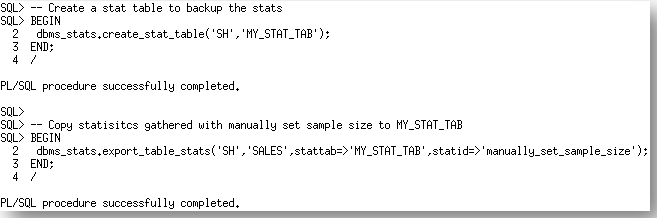 SQL> -- Create a stat table to backup the stats
SQL> BEGIN
2 dbms_stats.create_stat_table('SH','MY_STAT_TAB');
3 END;
4 /
PL/SQL procedure successfully completed.
SQL>
SQL> -- Copy statisitcs gathered with manually set sample size to MY_STAT_TAB
SQL> BEGIN
2 dbms_stats.export_table_stats('SH','SALES',stattab=>'MY_STAT_TAB',statid=>'manually_set_sample_size');
3 END;
4 /
PL/SQL procedure successfully completed.